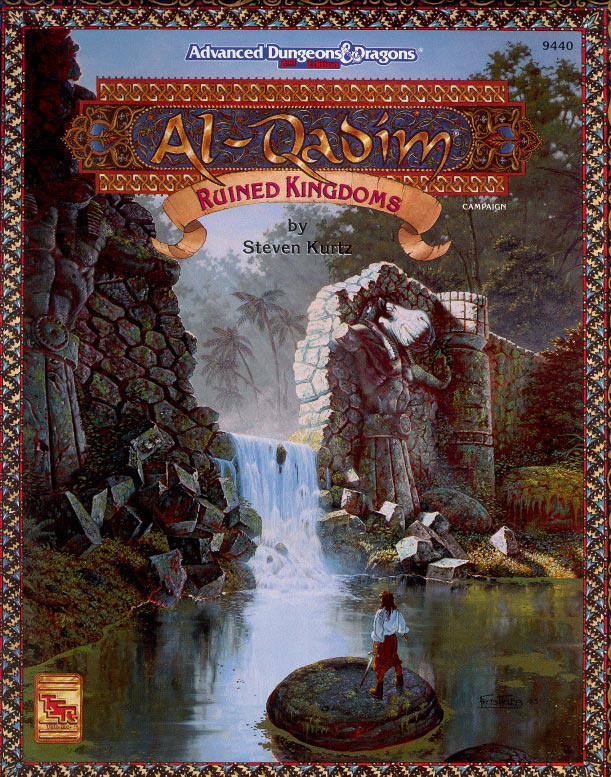 Advanced Dungeons & Dragons®
2nd Edition
9440
AL-QADIM®
RUINED KINGDOMS
CAMPAIGN
by
Steven Kurtz
TSR